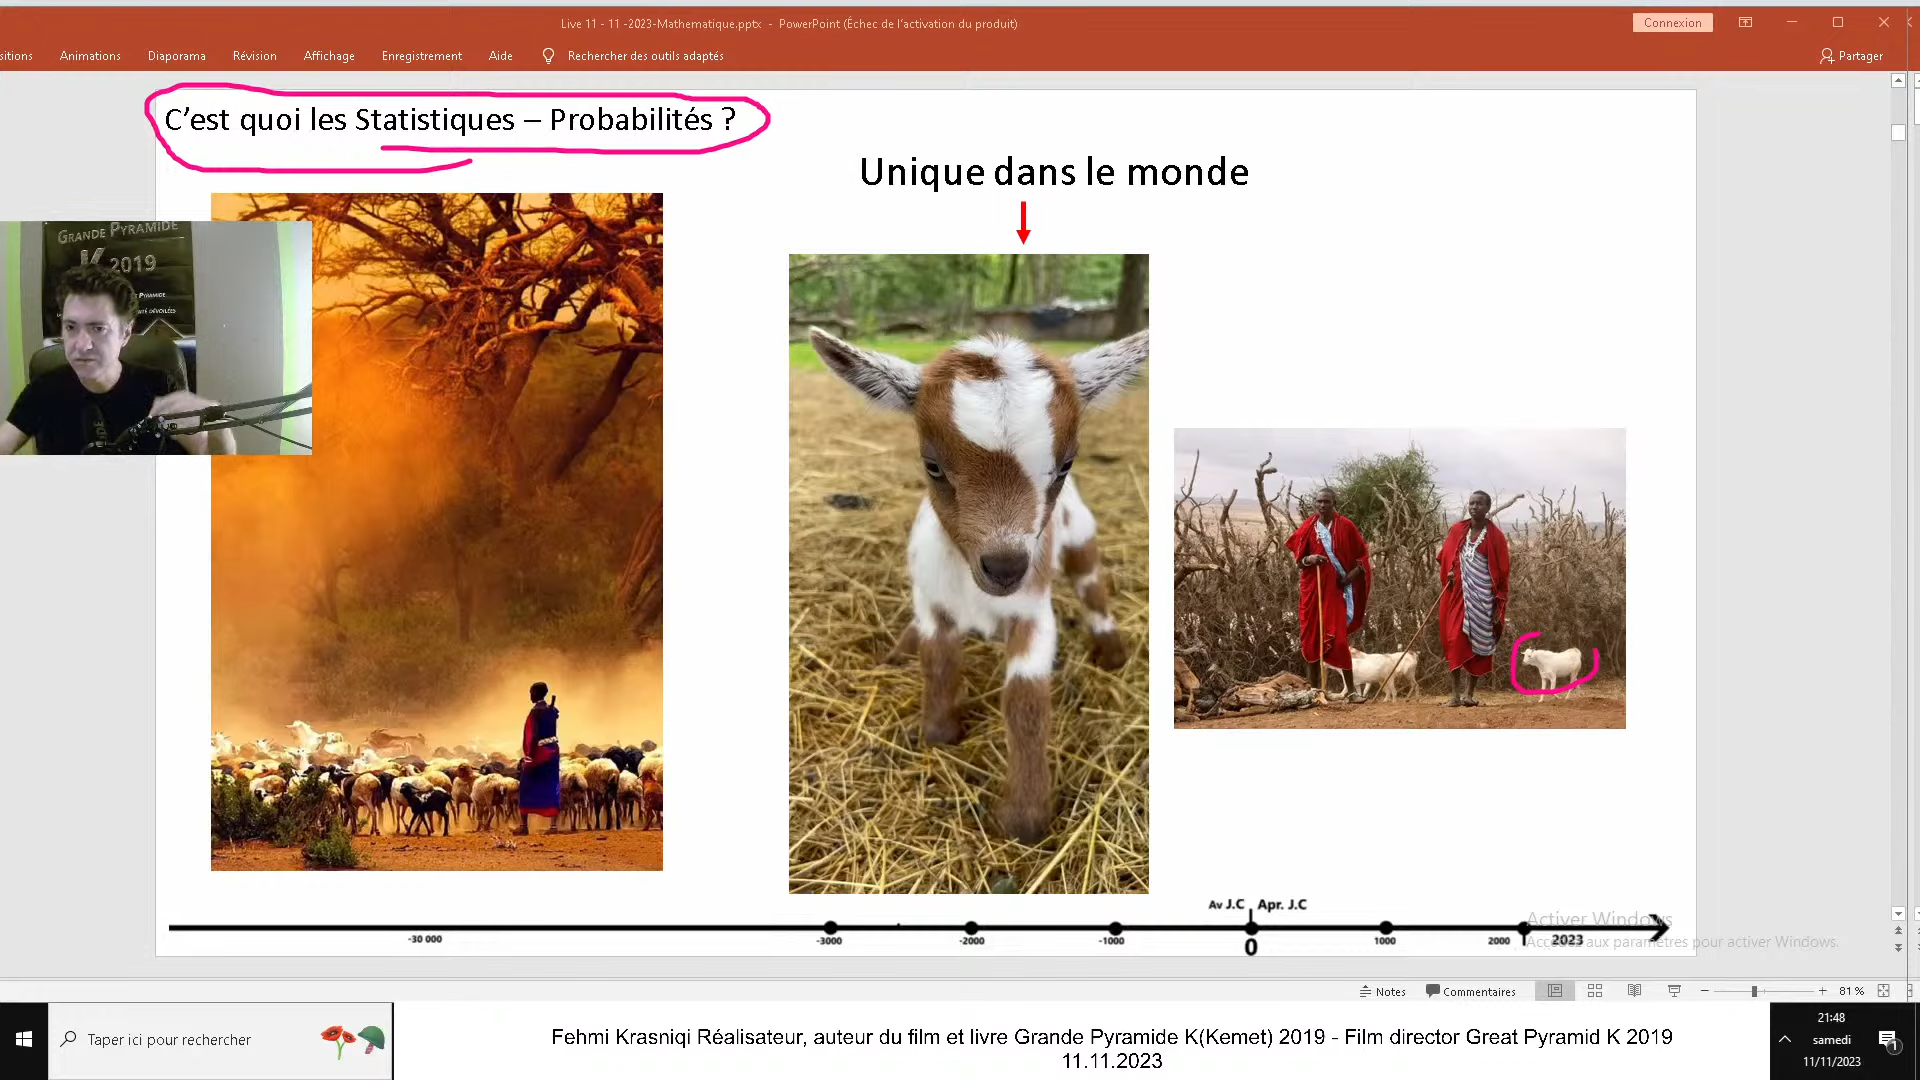 Live 11 - 11 -2023-Mathematique.pptx - PowerPoint (Échec de l'activation du produit)
Connexion
sitions Animations Diaporama Révision Affichage Enregistrement Aide Rechercher des outils adaptés
Partager
C'est quoi les Statistiques – Probabilités ?
Unique dans le monde
GRANDE PYRAMIDE
K 2019
Av J.C Apr. J.C
-30 000 -3000 -2000 -1000 0 1000 2000 2023
Activer Windows
Accédez aux paramètres pour activer Windows.
Notes Commentaires 81 %
Taper ici pour rechercher
Fehmi Krasniqi Réalisateur, auteur du film et livre Grande Pyramide K(Kemet) 2019 - Film director Great Pyramid K 2019
11.11.2023
21:48
samedi
11/11/2023
1